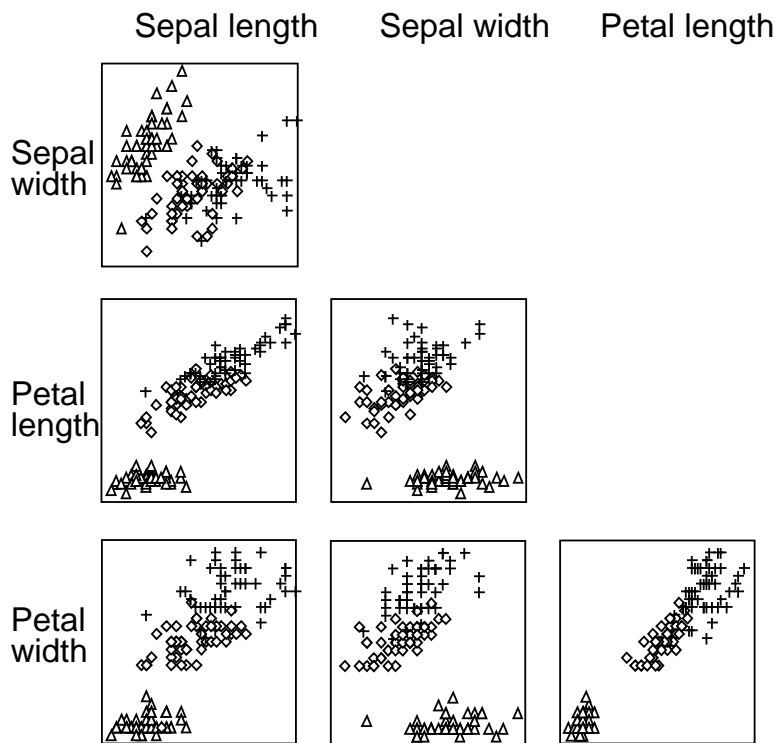 Sepal length
Sepal width
Petal length
Sepal
width
Petal
length
Petal
width